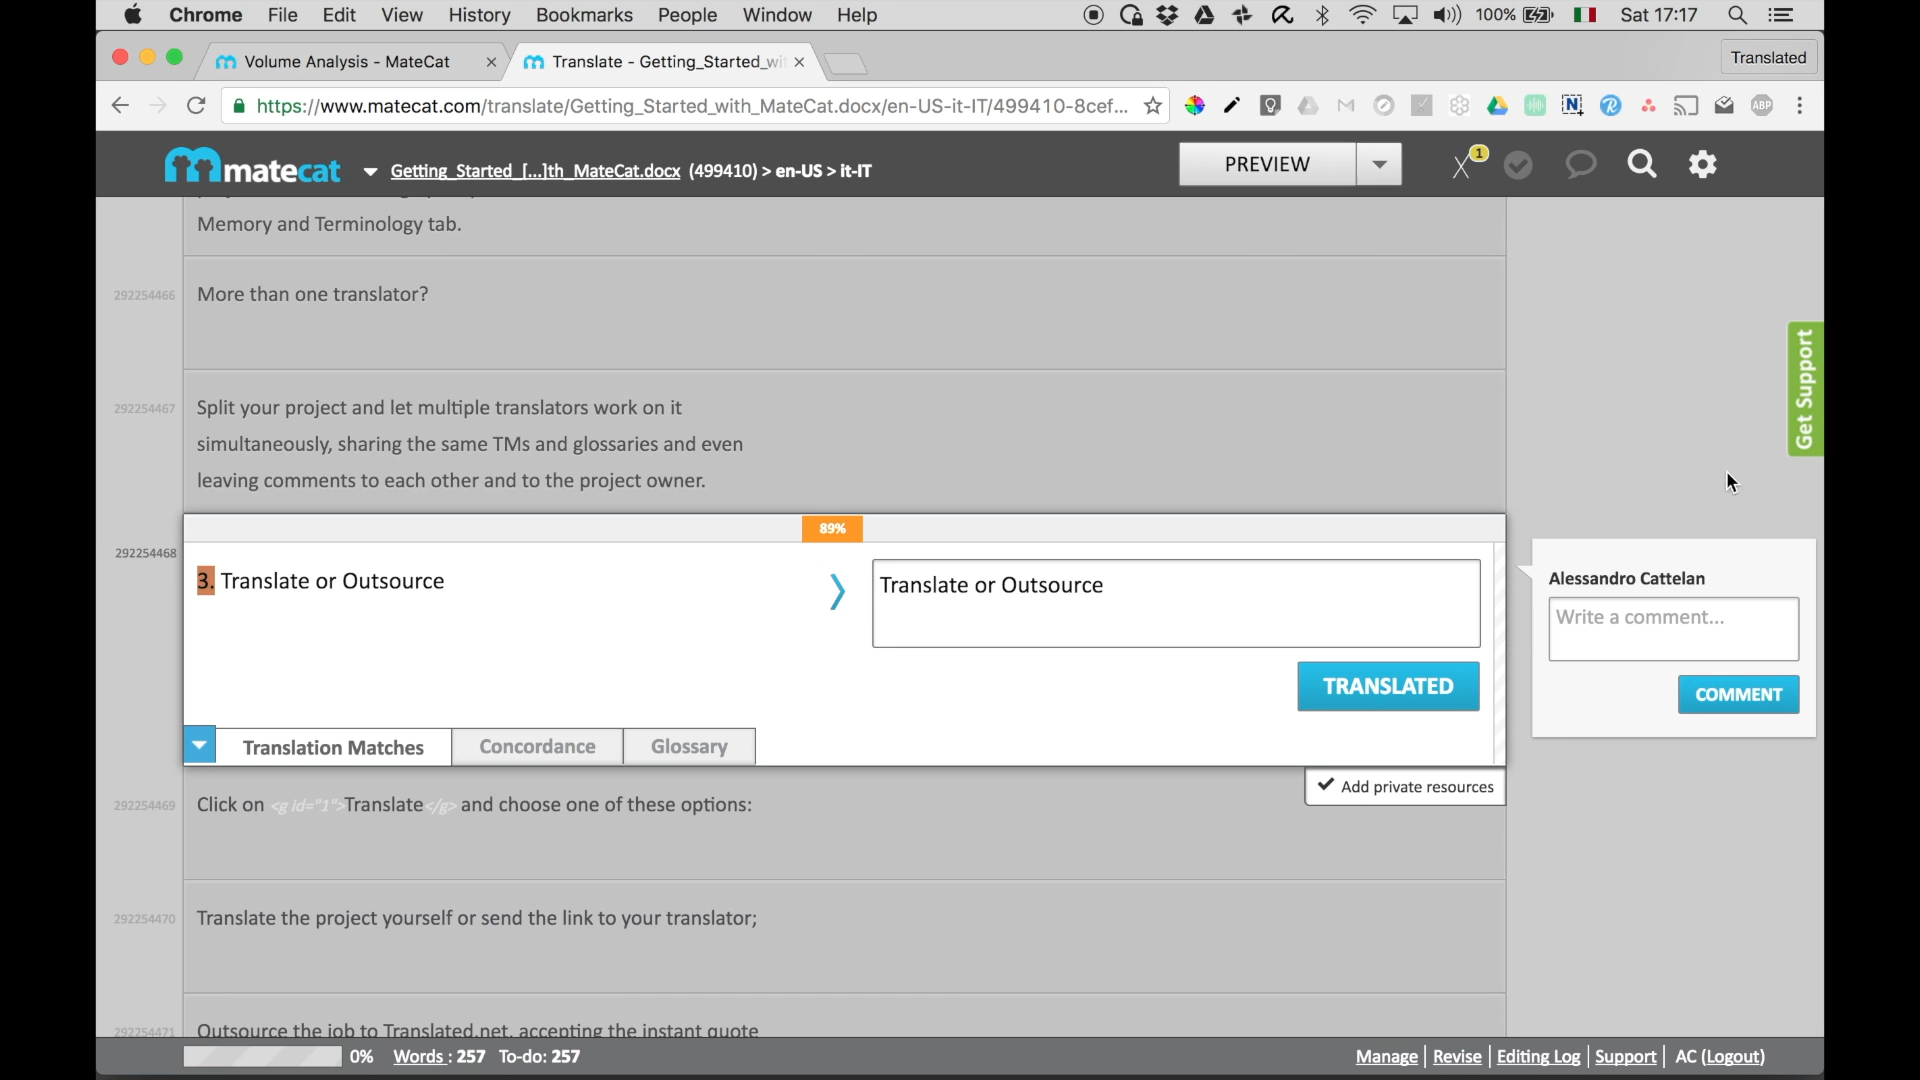 Chrome File Edit View History Bookmarks People Window Help 100% Sat 17:17
Volume Analysis - MateCat Translate - Getting_Started_wit Translated
https://www.matecat.com/translate/Getting_Started_with_MateCat.docx/en-US-it-IT/499410-8cef... ABP
matecat Getting_Started_[...]th_MateCat.docx (499410) > en-US > it-IT PREVIEW 1
Memory and Terminology tab.
292254466 More than one translator?
Get Support
292254467 Split your project and let multiple translators work on it
simultaneously, sharing the same TMs and glossaries and even
leaving comments to each other and to the project owner.
89%
292254468 3. Translate or Outsource Translate or Outsource
Alessandro Cattelan
Write a comment...
TRANSLATED
COMMENT
Translation Matches Concordance Glossary
Add private resources
292254469 Click on <g id="1">Translate</g> and choose one of these options:
292254470 Translate the project yourself or send the link to your translator;
292254471 Outsource the job to Translated.net, accepting the instant quote
0% Words : 257 To-do: 257 Manage Revise Editing Log Support AC (Logout)